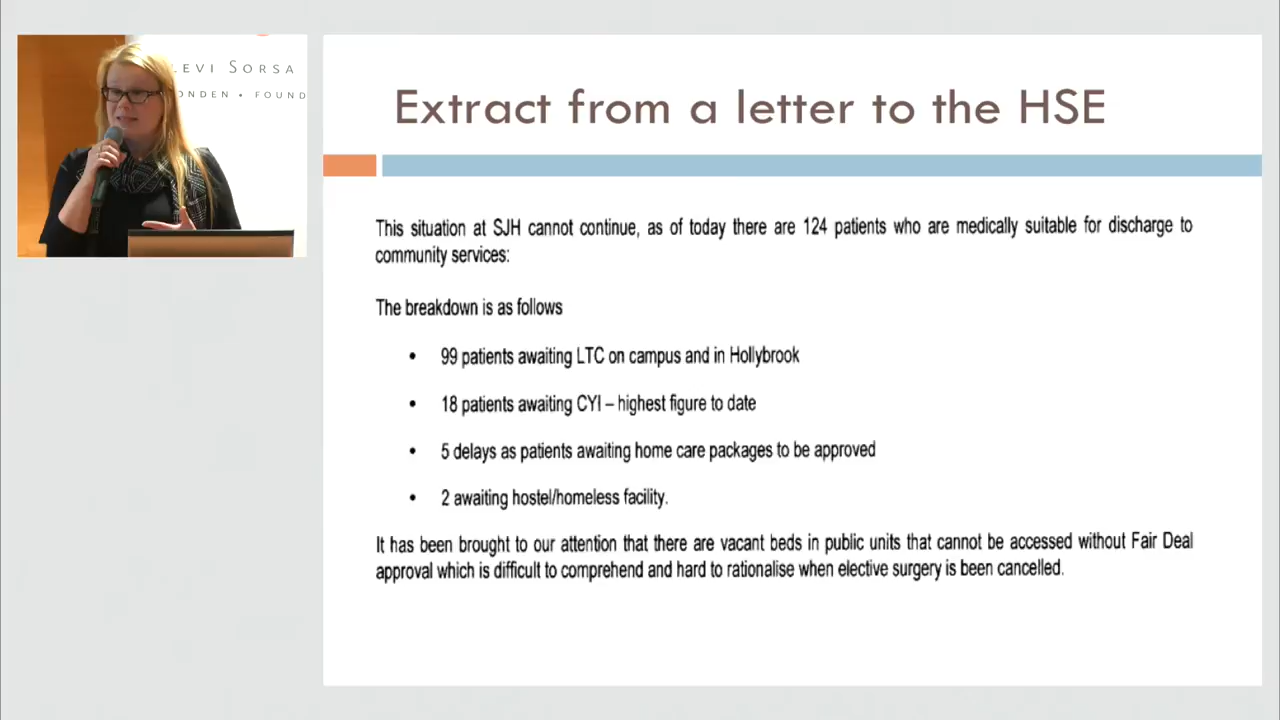 LEVI SORSA
ONDEN • FOUND
Extract from a letter to the HSE
This situation at SJH cannot continue, as of today there are 124 patients who are medically suitable for discharge to
community services:
The breakdown is as follows
• 99 patients awaiting LTC on campus and in Hollybrook
• 18 patients awaiting CYI – highest figure to date
• 5 delays as patients awaiting home care packages to be approved
• 2 awaiting hostel/homeless facility.
It has been brought to our attention that there are vacant beds in public units that cannot be accessed without Fair Deal
approval which is difficult to comprehend and hard to rationalise when elective surgery is been cancelled.